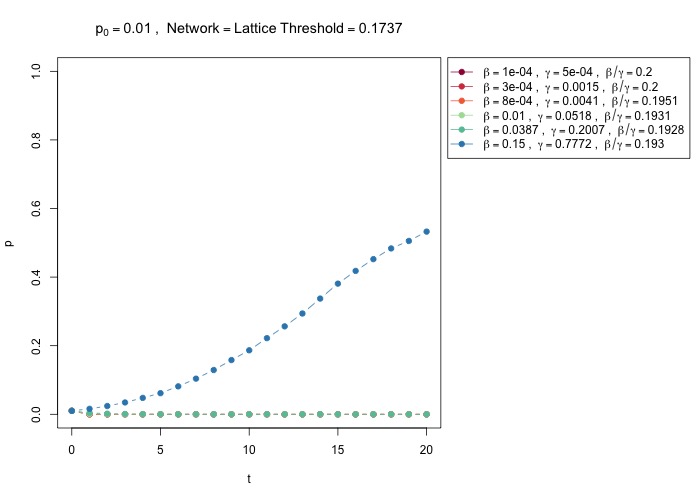 p₀ = 0.01 , Network = Lattice Threshold = 0.1737
β = 1e-04 , γ = 5e-04 , β/γ = 0.2
β = 3e-04 , γ = 0.0015 , β/γ = 0.2
β = 8e-04 , γ = 0.0041 , β/γ = 0.1951
β = 0.01 , γ = 0.0518 , β/γ = 0.1931
β = 0.0387 , γ = 0.2007 , β/γ = 0.1928
β = 0.15 , γ = 0.7772 , β/γ = 0.193
1.0
0.8
0.6
0.4
0.2
0.0
p
0 5 10 15 20
t